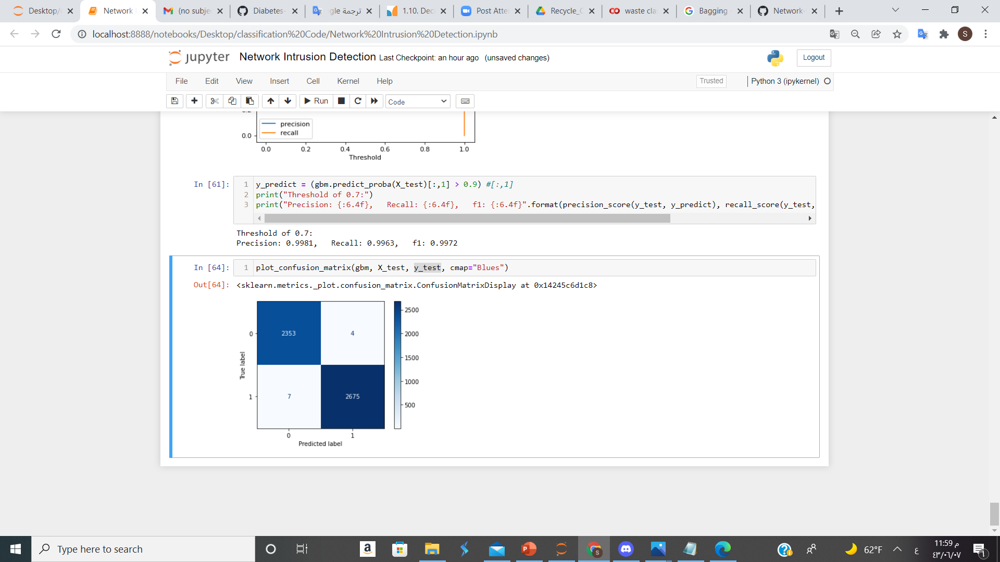 Desktop/
Network
(no subje
Diabetes-
gle ترجمة
1.10. Dec
Post Atte
Recycle_C
waste cla
Bagging
Network-
localhost:8888/notebooks/Desktop/classification%20Code/Network%20Intrusion%20Detection.ipynb
S
jupyter Network Intrusion Detection Last Checkpoint: an hour ago (unsaved changes)
Logout
File Edit View Insert Cell Kernel Help
Trusted
Python 3 (ipykernel)
Run
Code
precision
recall
0.0
0.0 0.2 0.4 0.6 0.8 1.0
Threshold
In [61]:
1 y_predict = (gbm.predict_proba(X_test)[:,1] > 0.9) #[:,1]
2 print("Threshold of 0.7:")
3 print("Precision: {:6.4f},   Recall: {:6.4f},   f1: {:6.4f}".format(precision_score(y_test, y_predict), recall_score(y_test,
Threshold of 0.7:
Precision: 0.9981,   Recall: 0.9963,   f1: 0.9972
In [64]:
1 plot_confusion_matrix(gbm, X_test, y_test, cmap="Blues")
Out[64]: <sklearn.metrics._plot.confusion_matrix.ConfusionMatrixDisplay at 0x14245c6d1c8>
2500
2000
1500
1000
500
0 2353 4
True label
1 7 2675
0 1
Predicted label
Type here to search
a
P
S
62°F
ع
11:59 م
٤٣/٠٦/٠٧
١